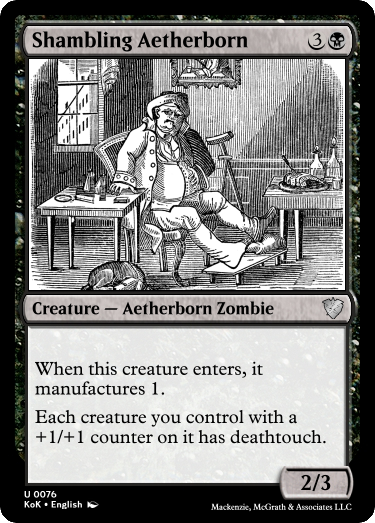 Shambling Aetherborn 3
Creature — Aetherborn Zombie
When this creature enters, it
manufactures 1.
Each creature you control with a
+1/+1 counter on it has deathtouch.
2/3
U 0076
KoK • English
Mackenzie, McGrath & Associates LLC